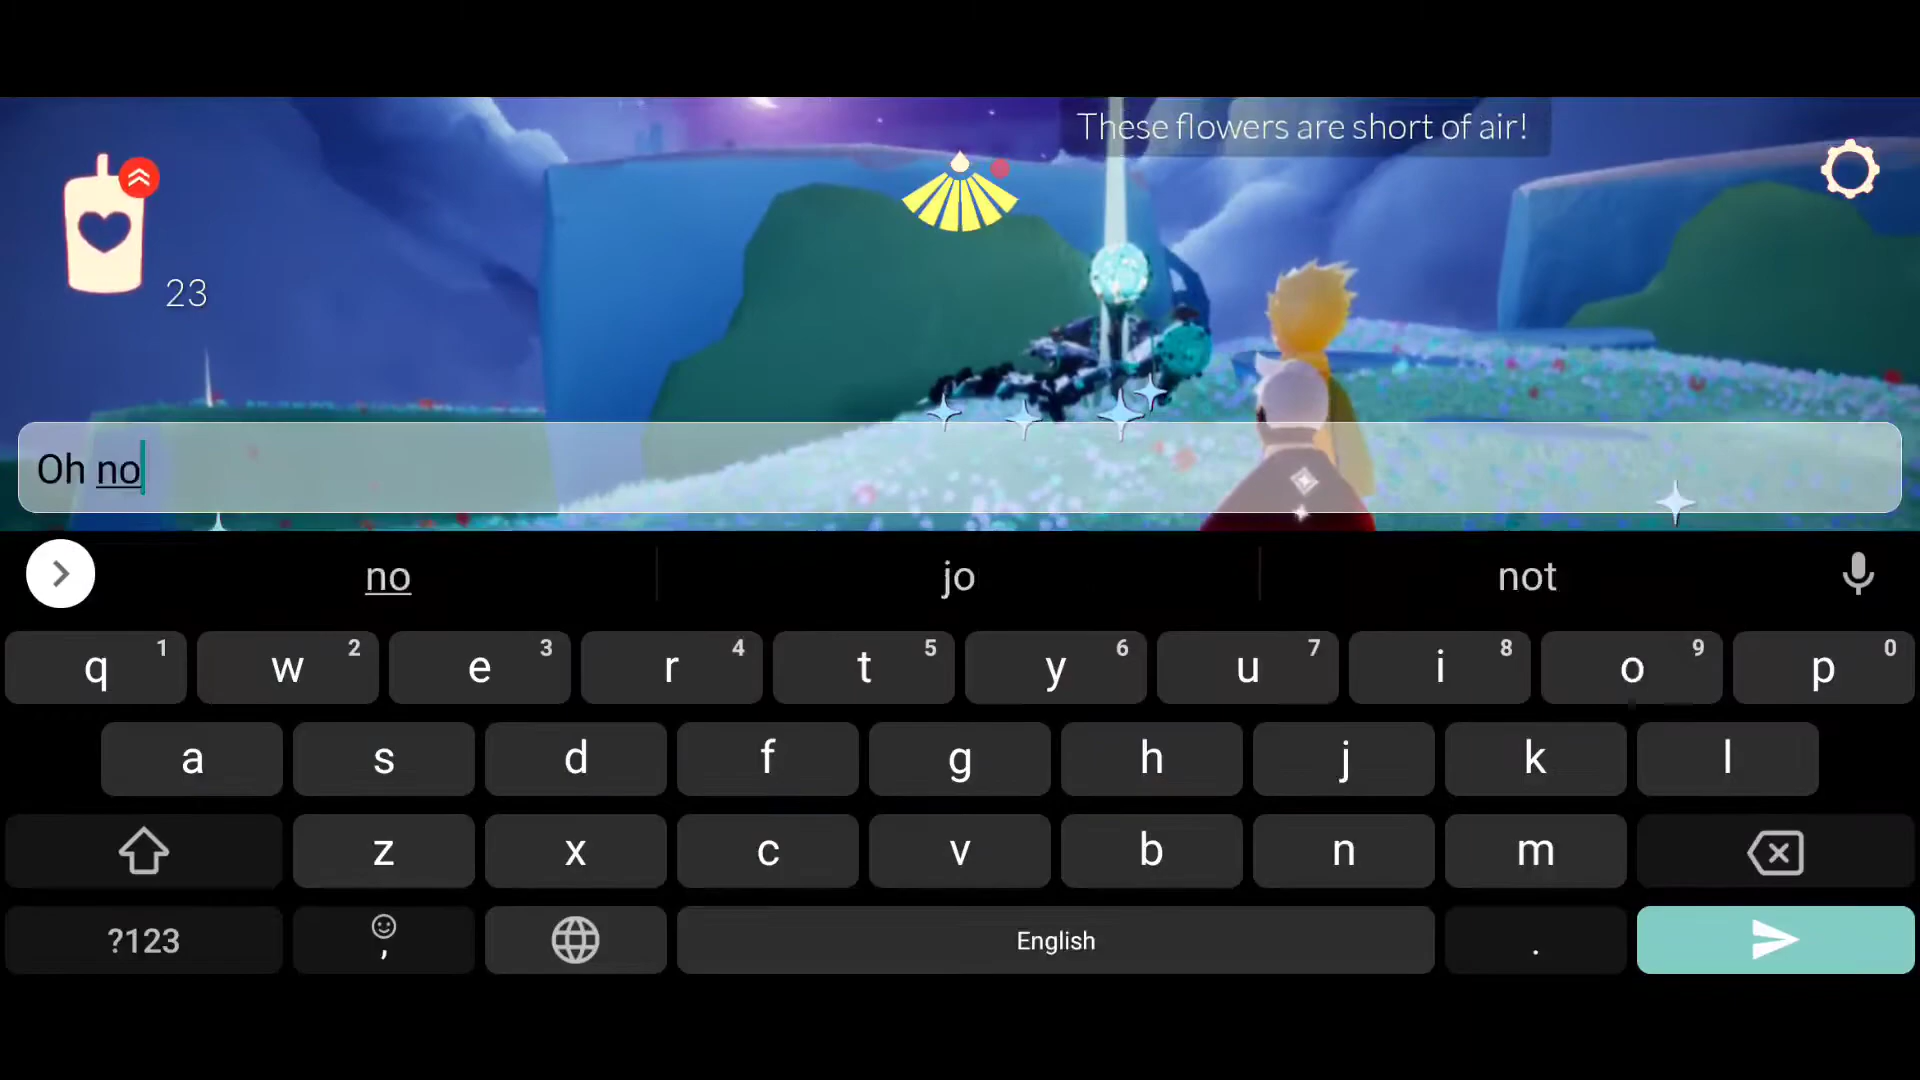 These flowers are short of air!
23
Oh no
no jo not
q 1 w 2 e 3 r 4 t 5 y 6 u 7 i 8 o 9 p 0
a s d f g h j k l
z x c v b n m
?123 , English .